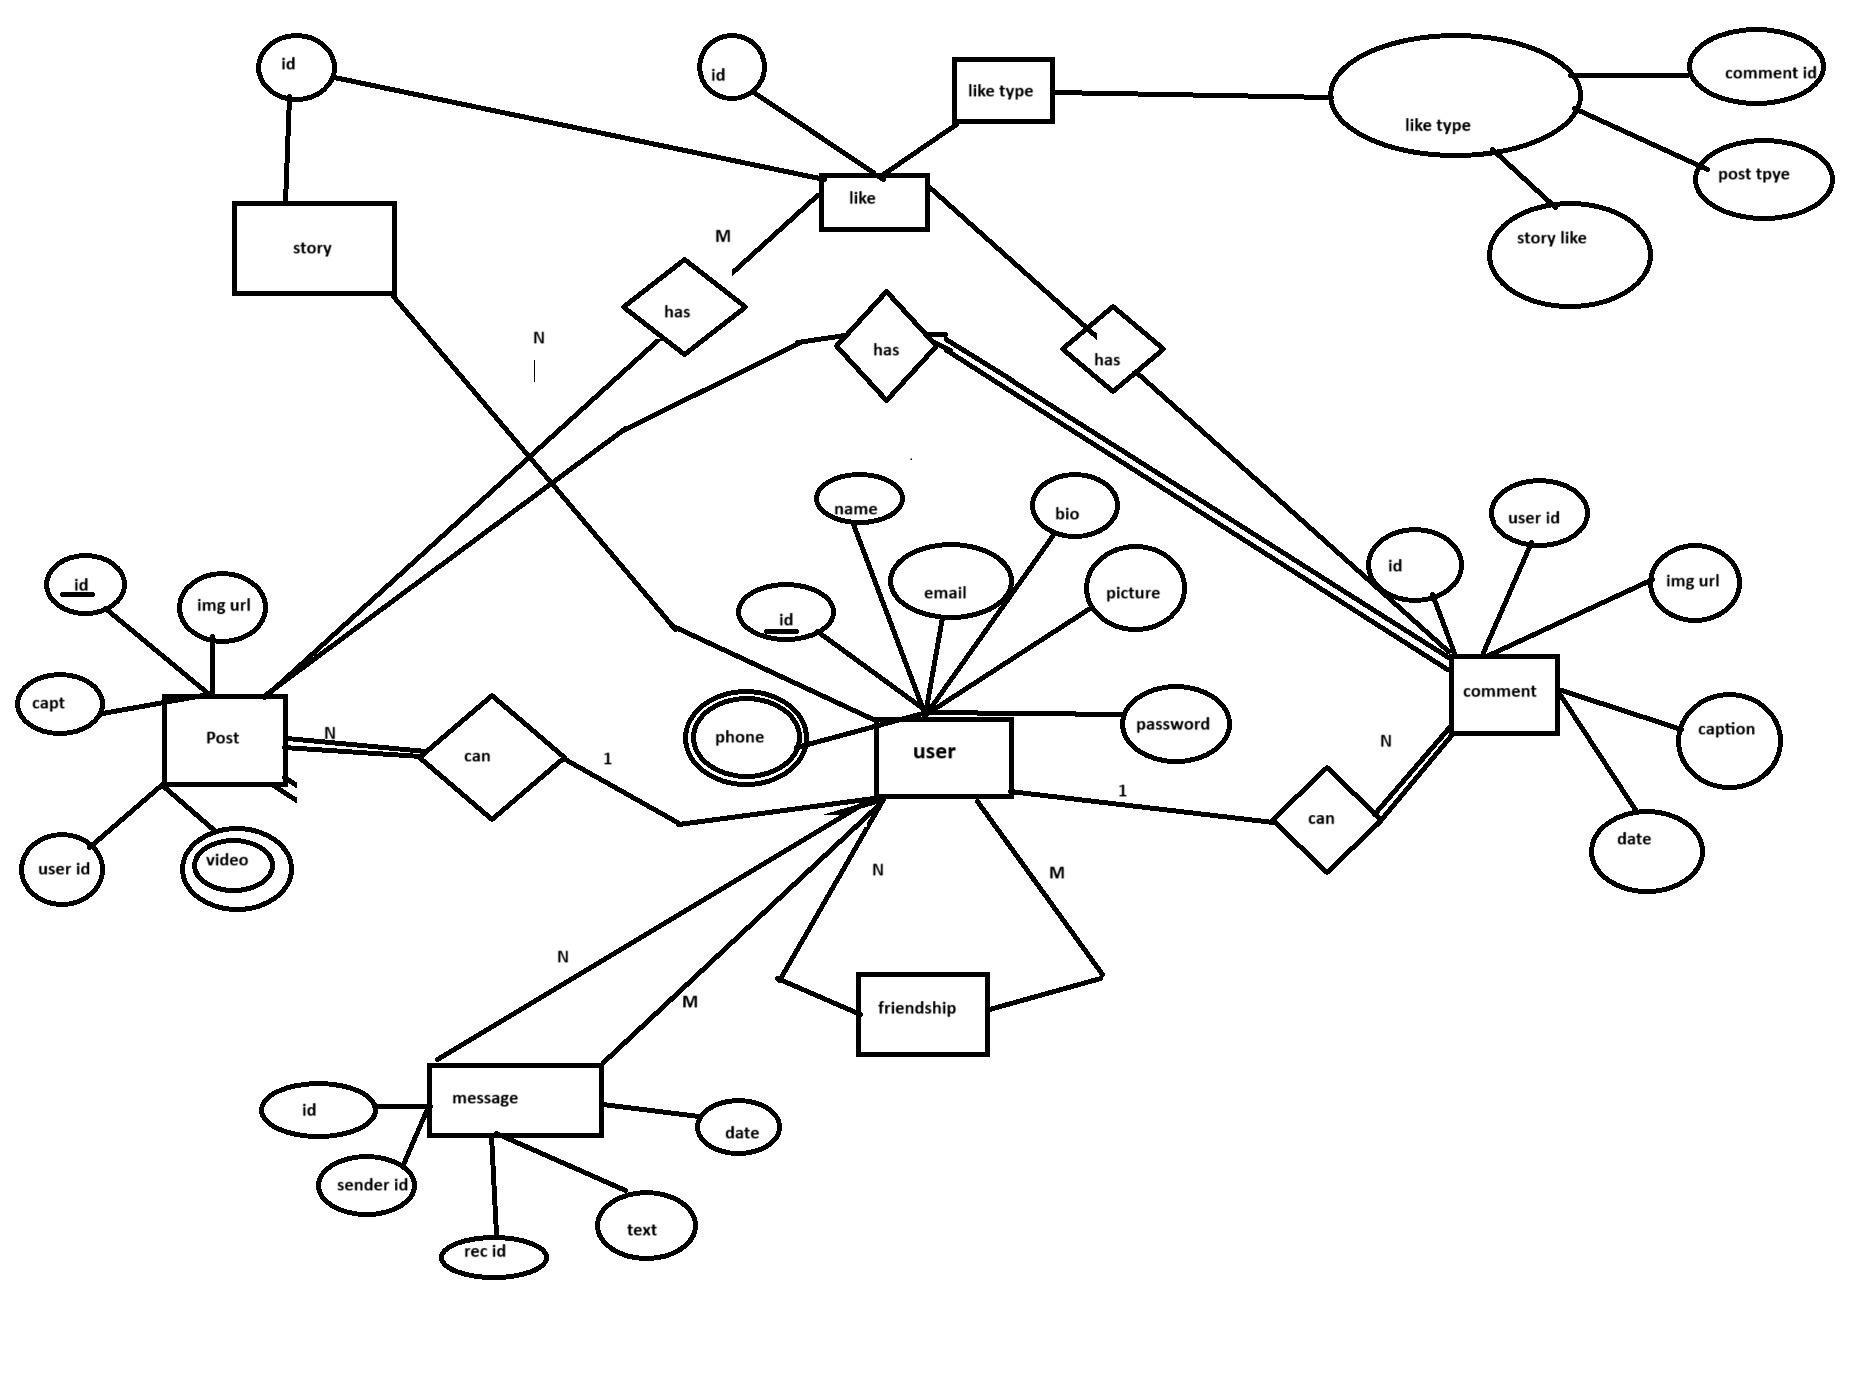 id
id
like type
like type
comment id
post tpye
story like
like
story
M
has
N
has
has
name
bio
email
picture
id
phone
user
password
id
user id
img url
comment
caption
date
id
img url
capt
Post
user id
video
N
can
1
1
can
N
N
M
N
M
friendship
message
id
sender id
rec id
text
date